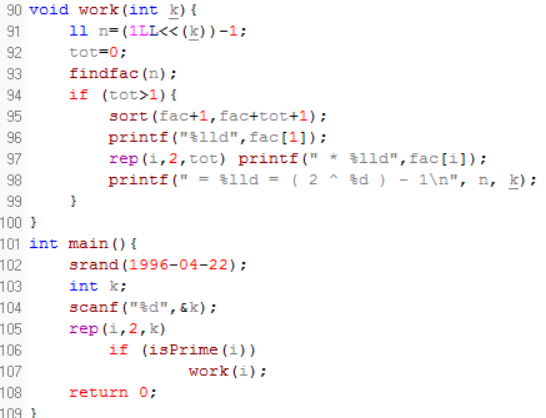 90 void work(int k){
91     ll n=(1LL<<(k))-1;
92     tot=0;
93     findfac(n);
94     if (tot>1){
95         sort(fac+1,fac+tot+1);
96         printf("%lld",fac[1]);
97         rep(i,2,tot) printf(" * %lld",fac[i]);
98         printf(" = %lld = ( 2 ^ %d ) - 1\n", n, k);
99     }
100 }
101 int main(){
102     srand(1996-04-22);
103     int k;
104     scanf("%d",&k);
105     rep(i,2,k)
106         if (isPrime(i))
107                 work(i);
108     return 0;
109 }